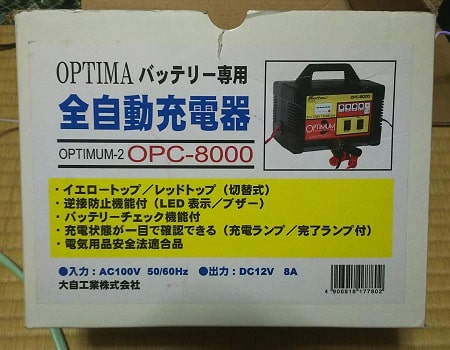 OPTIMA バッテリー専用
全自動充電器
OPTIMUM-2 OPC-8000
OPC-8000
OPTIMUM
・イエロートップ／レッドトップ（切替式）
・逆接防止機能付（LED 表示／ブザー）
・バッテリーチェック機能付
・充電状態が一目で確認できる（充電ランプ／完了ランプ付）
・電気用品安全法適合品
●入力：AC100V 50/60Hz ●出力：DC12V 8A
大自工業株式会社
4 906918 177802